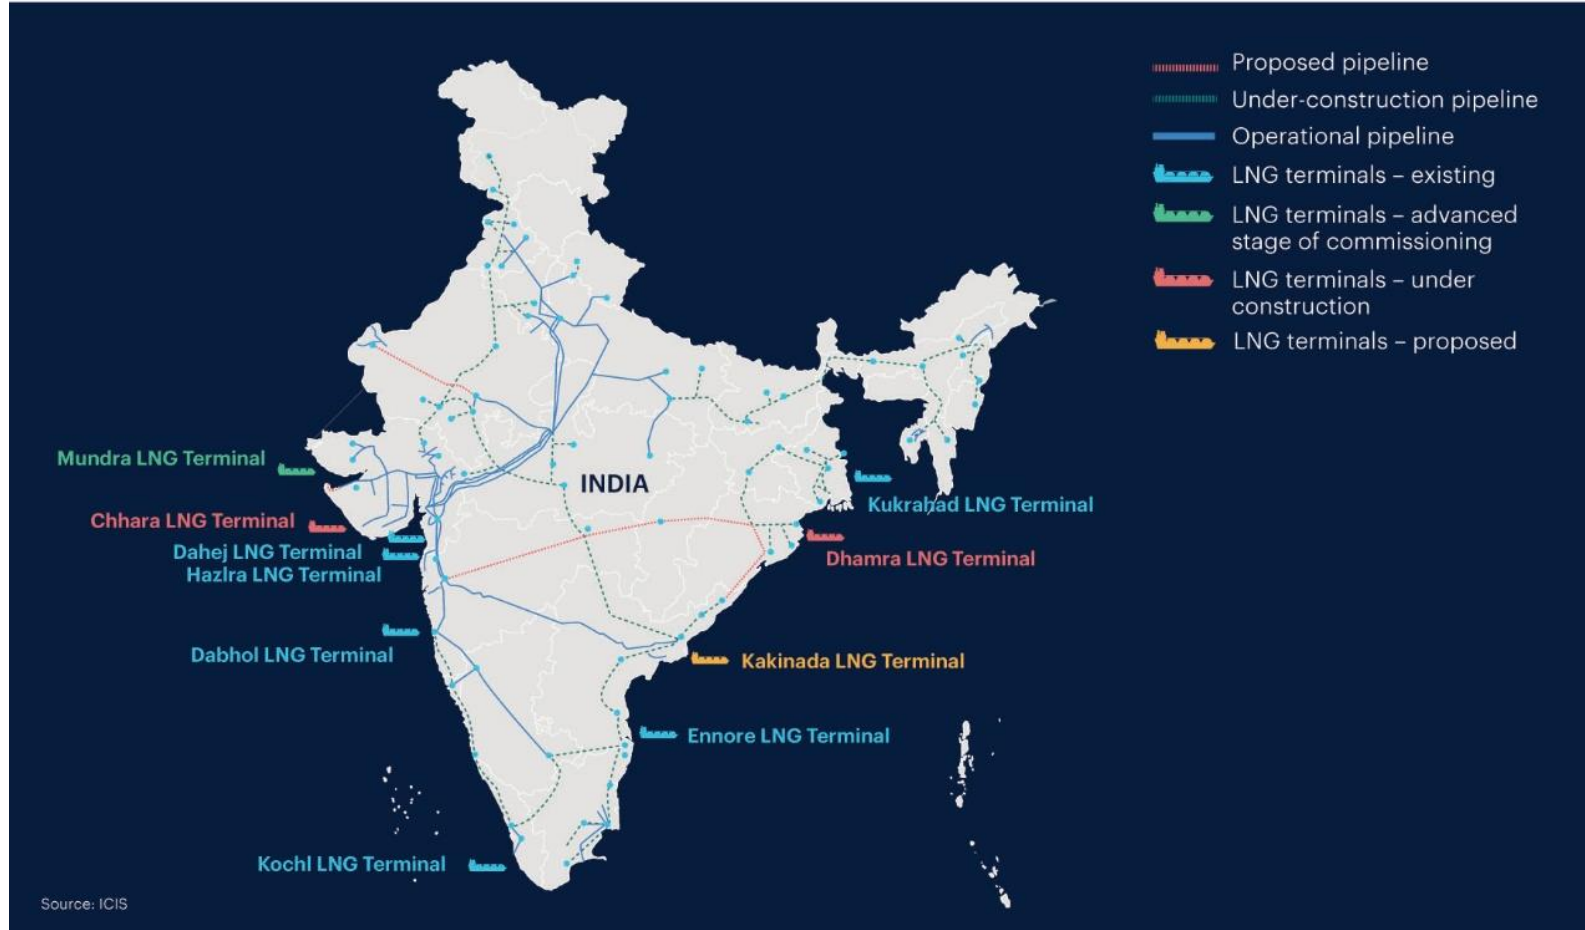 Proposed pipeline
Under-construction pipeline
Operational pipeline
LNG terminals – existing
LNG terminals – advanced
stage of commissioning
LNG terminals – under
construction
LNG terminals – proposed
Mundra LNG Terminal
INDIA
Kukrahad LNG Terminal
Chhara LNG Terminal
Dahej LNG Terminal
Hazlra LNG Terminal
Dhamra LNG Terminal
Dabhol LNG Terminal
Kakinada LNG Terminal
Ennore LNG Terminal
Kochl LNG Terminal
Source: ICIS